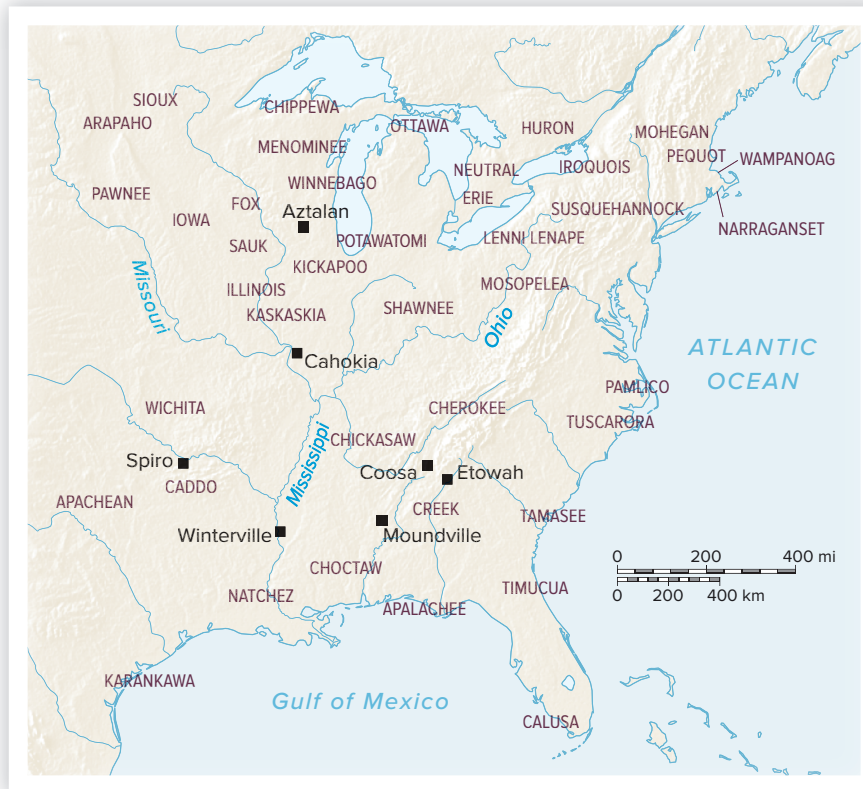 SIOUX
ARAPAHO
CHIPPEWA
OTTAWA
HURON
MOHEGAN
MENOMINEE
PEQUOT
WAMPANOAG
NEUTRAL
IROQUOIS
WINNEBAGO
PAWNEE
ERIE
FOX
IOWA
Aztalan
SUSQUEHANNOCK
NARRAGANSET
SAUK
POTAWATOMI
LENNI LENAPE
KICKAPOO
MOSOPELEA
ILLINOIS
Missouri
SHAWNEE
KASKASKIA
Ohio
ATLANTIC
OCEAN
Cahokia
PAMLICO
WICHITA
CHEROKEE
TUSCARORA
CHICKASAW
Mississippi
Spiro
Coosa
Etowah
CADDO
APACHEAN
CREEK
TAMASEE
Winterville
Moundville
0 200 400 mi
0 200 400 km
CHOCTAW
TIMUCUA
NATCHEZ
APALACHEE
KARANKAWA
Gulf of Mexico
CALUSA